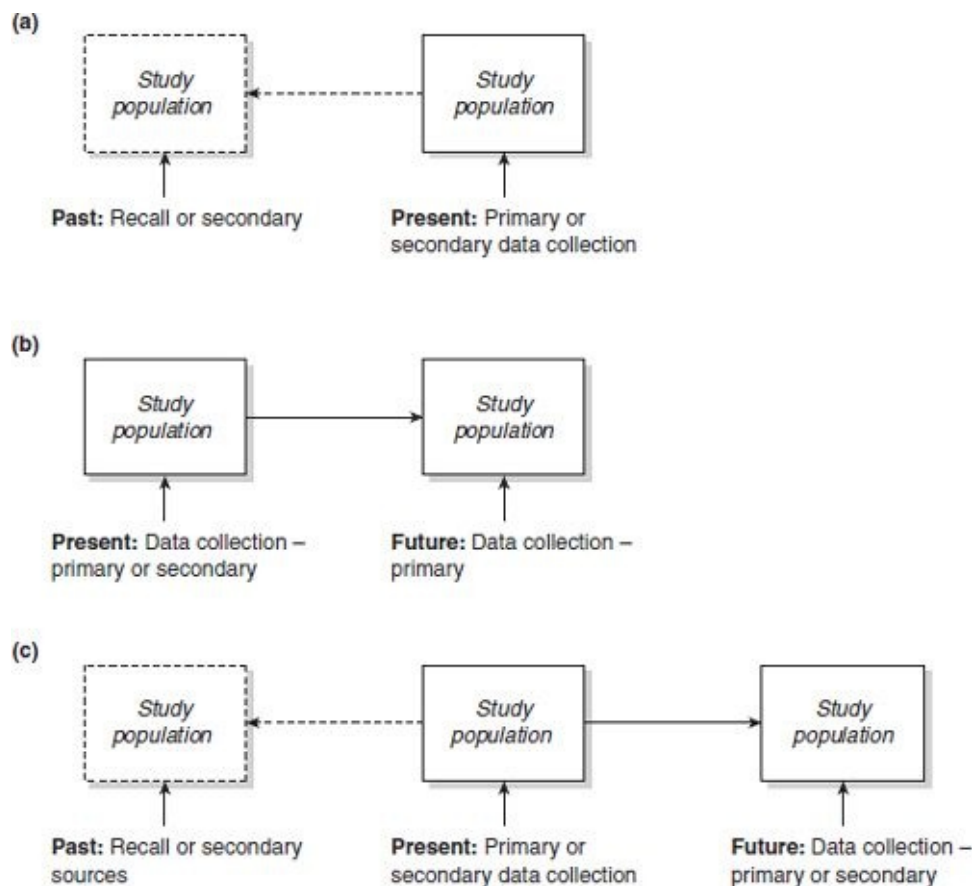 (a)
Study
population
Study
population
Past: Recall or secondary
Present: Primary or
secondary data collection
(b)
Study
population
Study
population
Present: Data collection –
primary or secondary
Future: Data collection –
primary
(c)
Study
population
Study
population
Study
population
Past: Recall or secondary
sources
Present: Primary or
secondary data collection
Future: Data collection –
primary or secondary